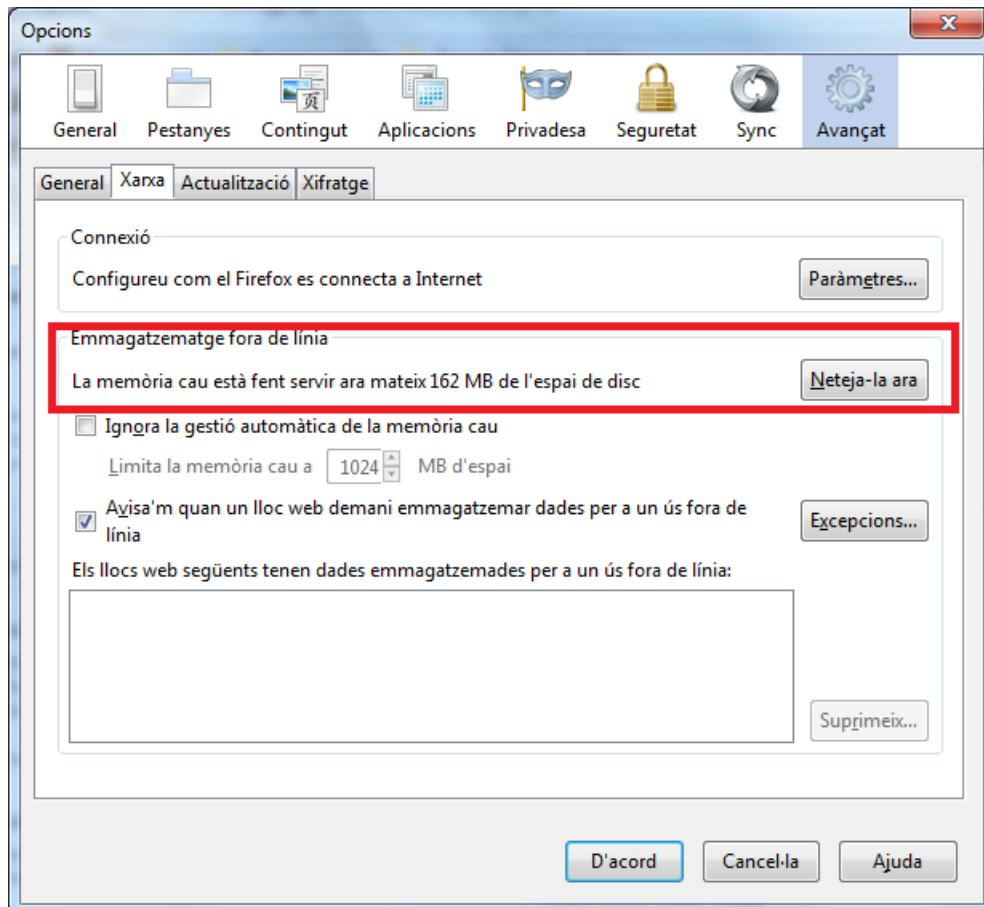 Opcions
General Pestanyes Contingut Aplicacions Privadesa Seguretat Sync Avançat
General Xarxa Actualització Xifratge
Connexió
Configureu com el Firefox es connecta a Internet Paràmetres...
Emmagatzematge fora de línia
La memòria cau està fent servir ara mateix 162 MB de l'espai de disc Neteja-la ara
Ignora la gestió automàtica de la memòria cau
Limita la memòria cau a 1024 MB d'espai
Avisa'm quan un lloc web demani emmagatzemar dades per a un ús fora de
línia Excepcions...
Els llocs web següents tenen dades emmagatzemades per a un ús fora de línia:
Suprimeix...
D'acord Cancel·la Ajuda